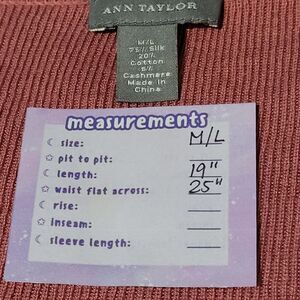 ANN TAYLOR
M/L
75% Silk
20%
Cotton
5%
Cashmere
Made in
China
measurements
size: M/L
pit to pit:
length: 19"
waist flat across: 25"
rise:
inseam:
sleeve length: